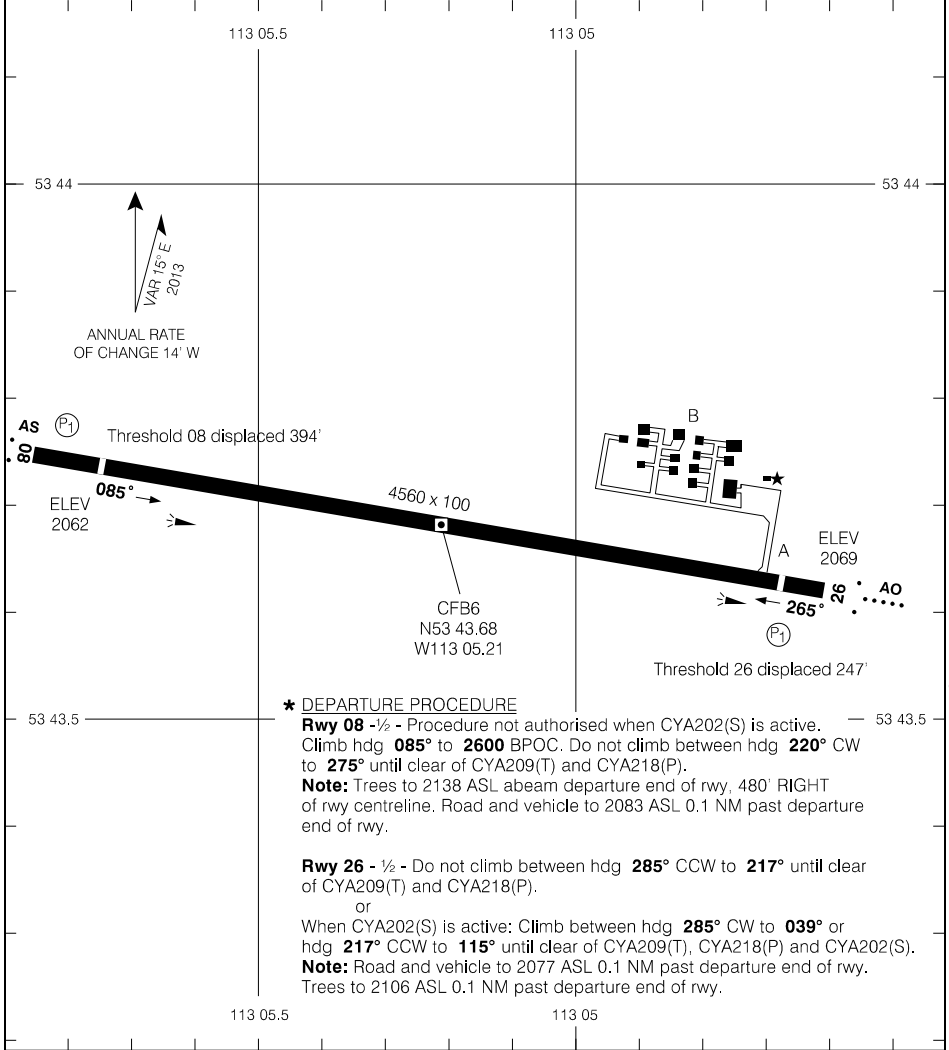 113 05.5
113 05
53 44
53 44
VAR 15° E
2013
ANNUAL RATE
OF CHANGE 14' W
AS
P1
Threshold 08 displaced 394'
08
085°
ELEV
2062
4560 x 100
B
A
ELEV
2069
26
AO
265°
P1
Threshold 26 displaced 247'
CFB6
N53 43.68
W113 05.21
53 43.5
53 43.5
* DEPARTURE PROCEDURE
Rwy 08 -½ - Procedure not authorised when CYA202(S) is active.
Climb hdg 085° to 2600 BPOC. Do not climb between hdg 220° CW
to 275° until clear of CYA209(T) and CYA218(P).
Note: Trees to 2138 ASL abeam departure end of rwy, 480' RIGHT
of rwy centreline. Road and vehicle to 2083 ASL 0.1 NM past departure
end of rwy.
Rwy 26 - ½ - Do not climb between hdg 285° CCW to 217° until clear
of CYA209(T) and CYA218(P).
or
When CYA202(S) is active: Climb between hdg 285° CW to 039° or
hdg 217° CCW to 115° until clear of CYA209(T), CYA218(P) and CYA202(S).
Note: Road and vehicle to 2077 ASL 0.1 NM past departure end of rwy.
Trees to 2106 ASL 0.1 NM past departure end of rwy.
113 05.5
113 05